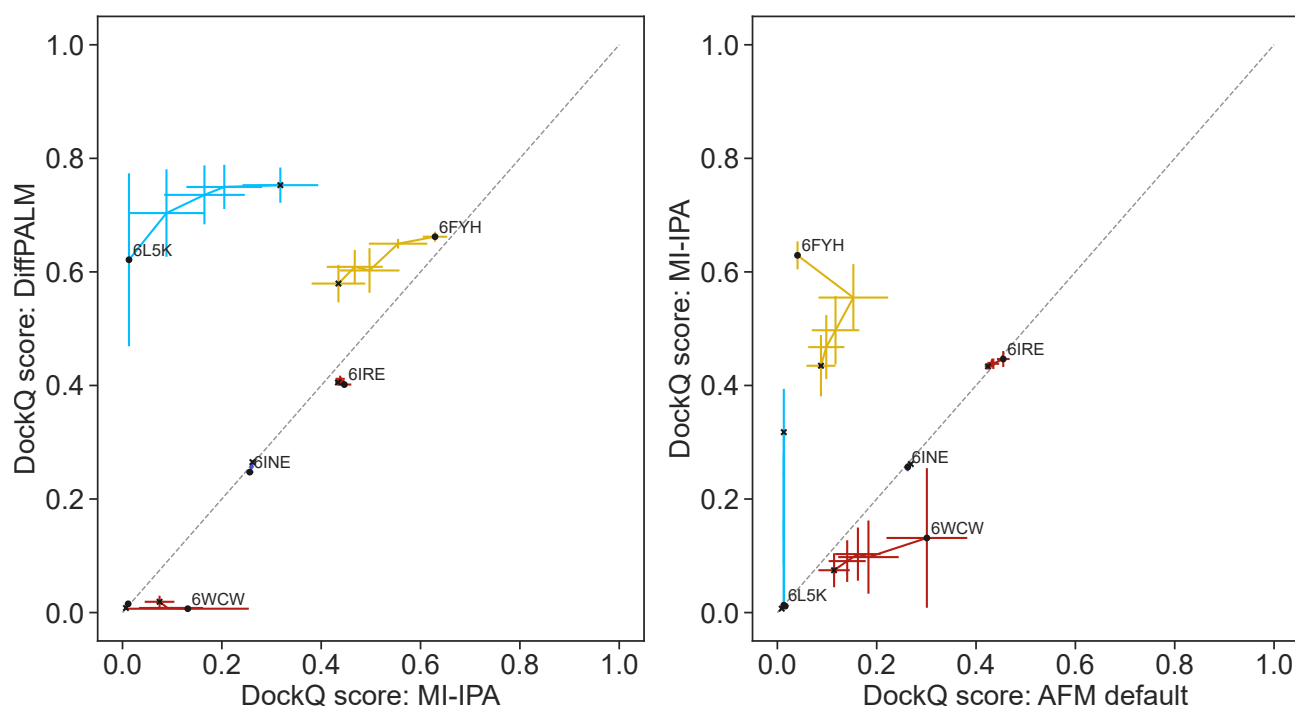 1.0
0.8
0.6
0.4
0.2
0.0
DockQ score: DiffPALM
6L5K
6FYH
6IRE
6INE
6WCW
0.0 0.2 0.4 0.6 0.8 1.0
DockQ score: MI-IPA
1.0
0.8
0.6
0.4
0.2
0.0
DockQ score: MI-IPA
6FYH
6IRE
6INE
6WCW
6L5K
0.0 0.2 0.4 0.6 0.8 1.0
DockQ score: AFM default